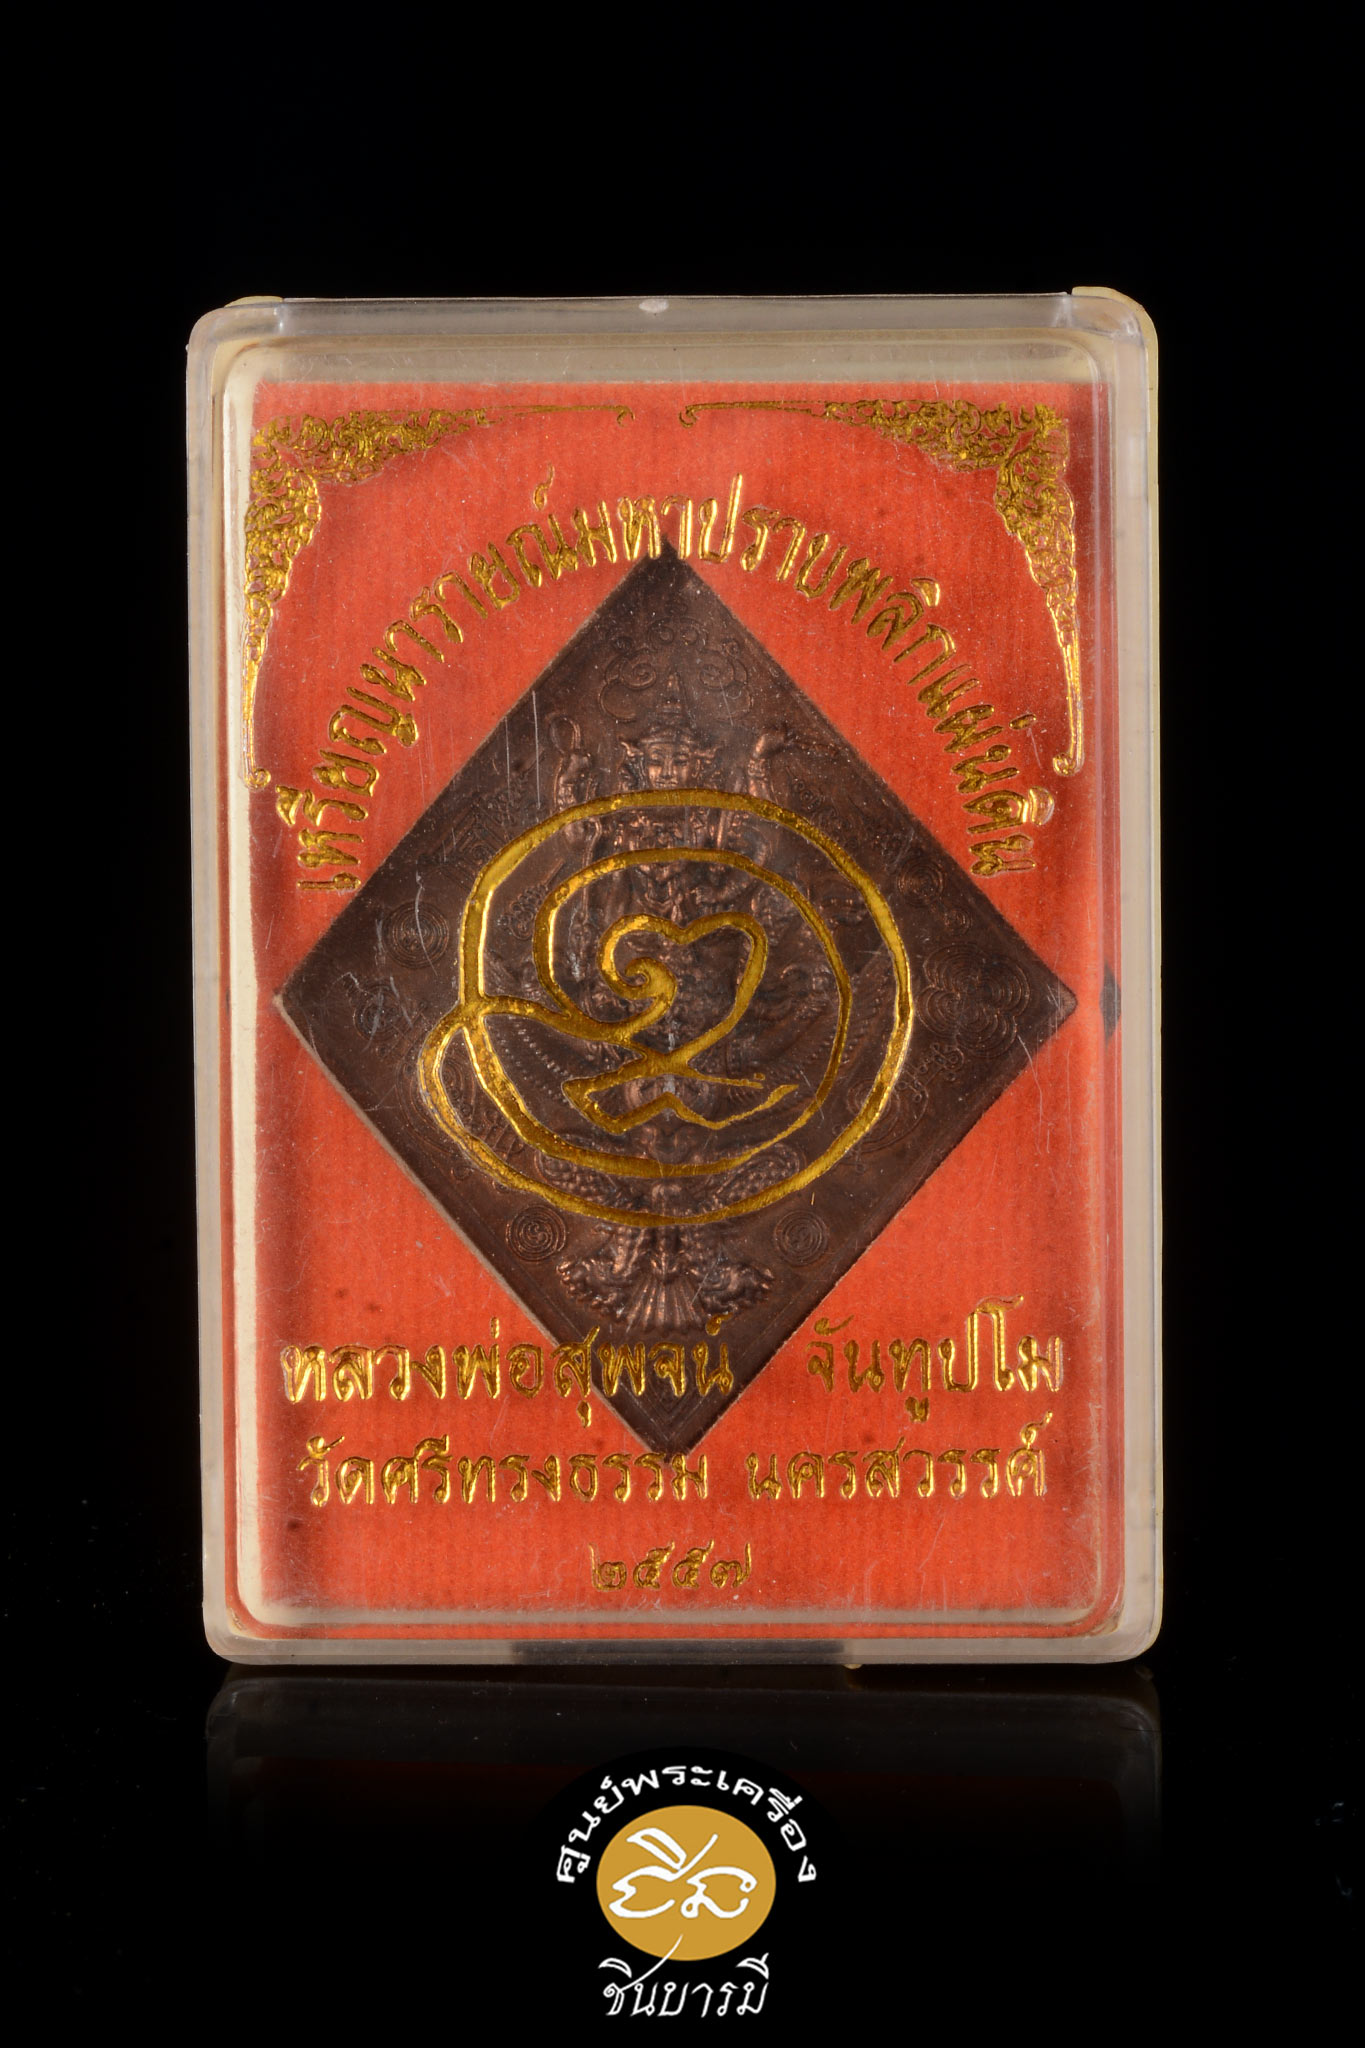 เหรียญนารายณ์มหาปราบพลิกแผ่นดิน
หลวงพ่อสุพจน์ จันทูปโม
วัดศรีทรงธรรม นครสวรรค์
๒๕๕๗
ศูนย์พระเครื่อง
ยิ้ม
ชินบารมี